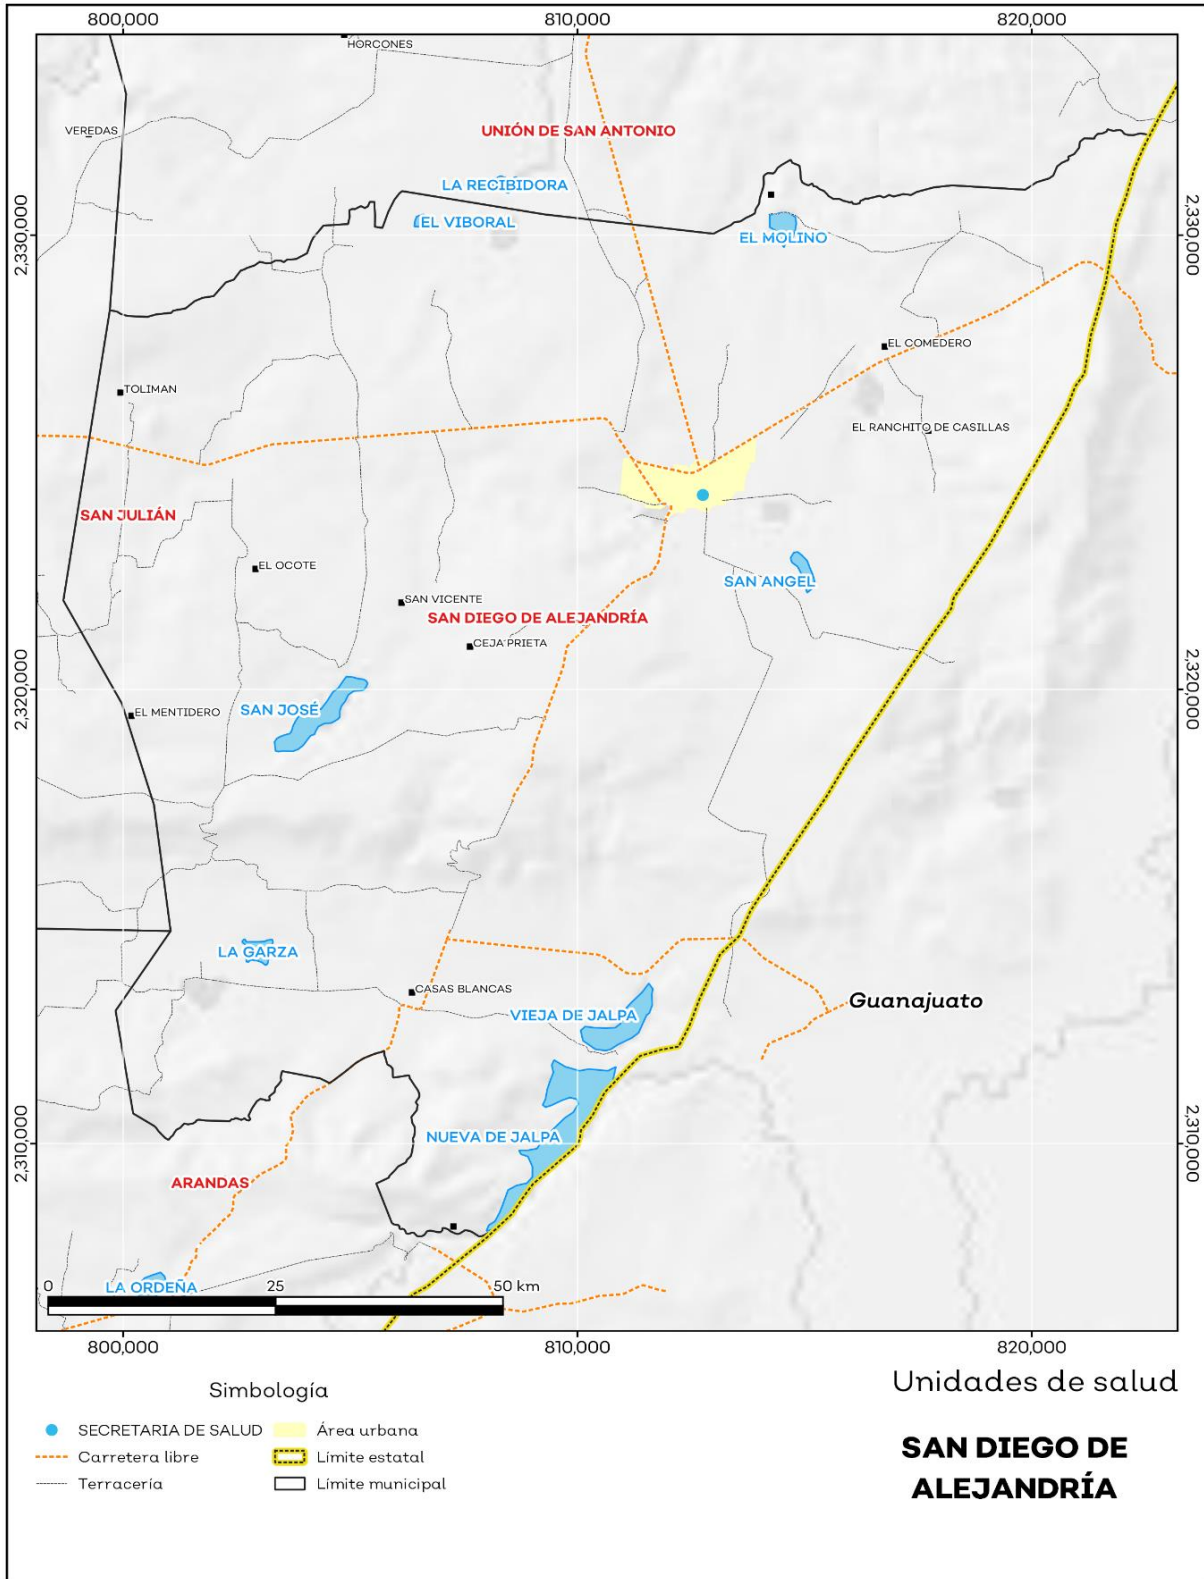 800,000
810,000
820,000
HORCONES
VEREDAS
UNIÓN DE SAN ANTONIO
LA RECIBIDORA
EL VIBORAL
EL MOLINO
2,330,000
2,330,000
EL COMEDERO
TOLIMAN
EL RANCHITO DE CASILLAS
SAN JULIÁN
EL OCOTE
SAN ANGEL
SAN VICENTE
SAN DIEGO DE ALEJANDRÍA
CEJA PRIETA
2,320,000
2,320,000
SAN JOSÉ
EL MENTIDERO
LA GARZA
CASAS BLANCAS
Guanajuato
VIEJA DE JALPA
NUEVA DE JALPA
2,310,000
2,310,000
ARANDAS
LA ORDEÑA
0 25 50 km
800,000
810,000
820,000
Simbología
SECRETARIA DE SALUD
Área urbana
Carretera libre
Límite estatal
Terracería
Límite municipal
Unidades de salud
SAN DIEGO DE
ALEJANDRÍA